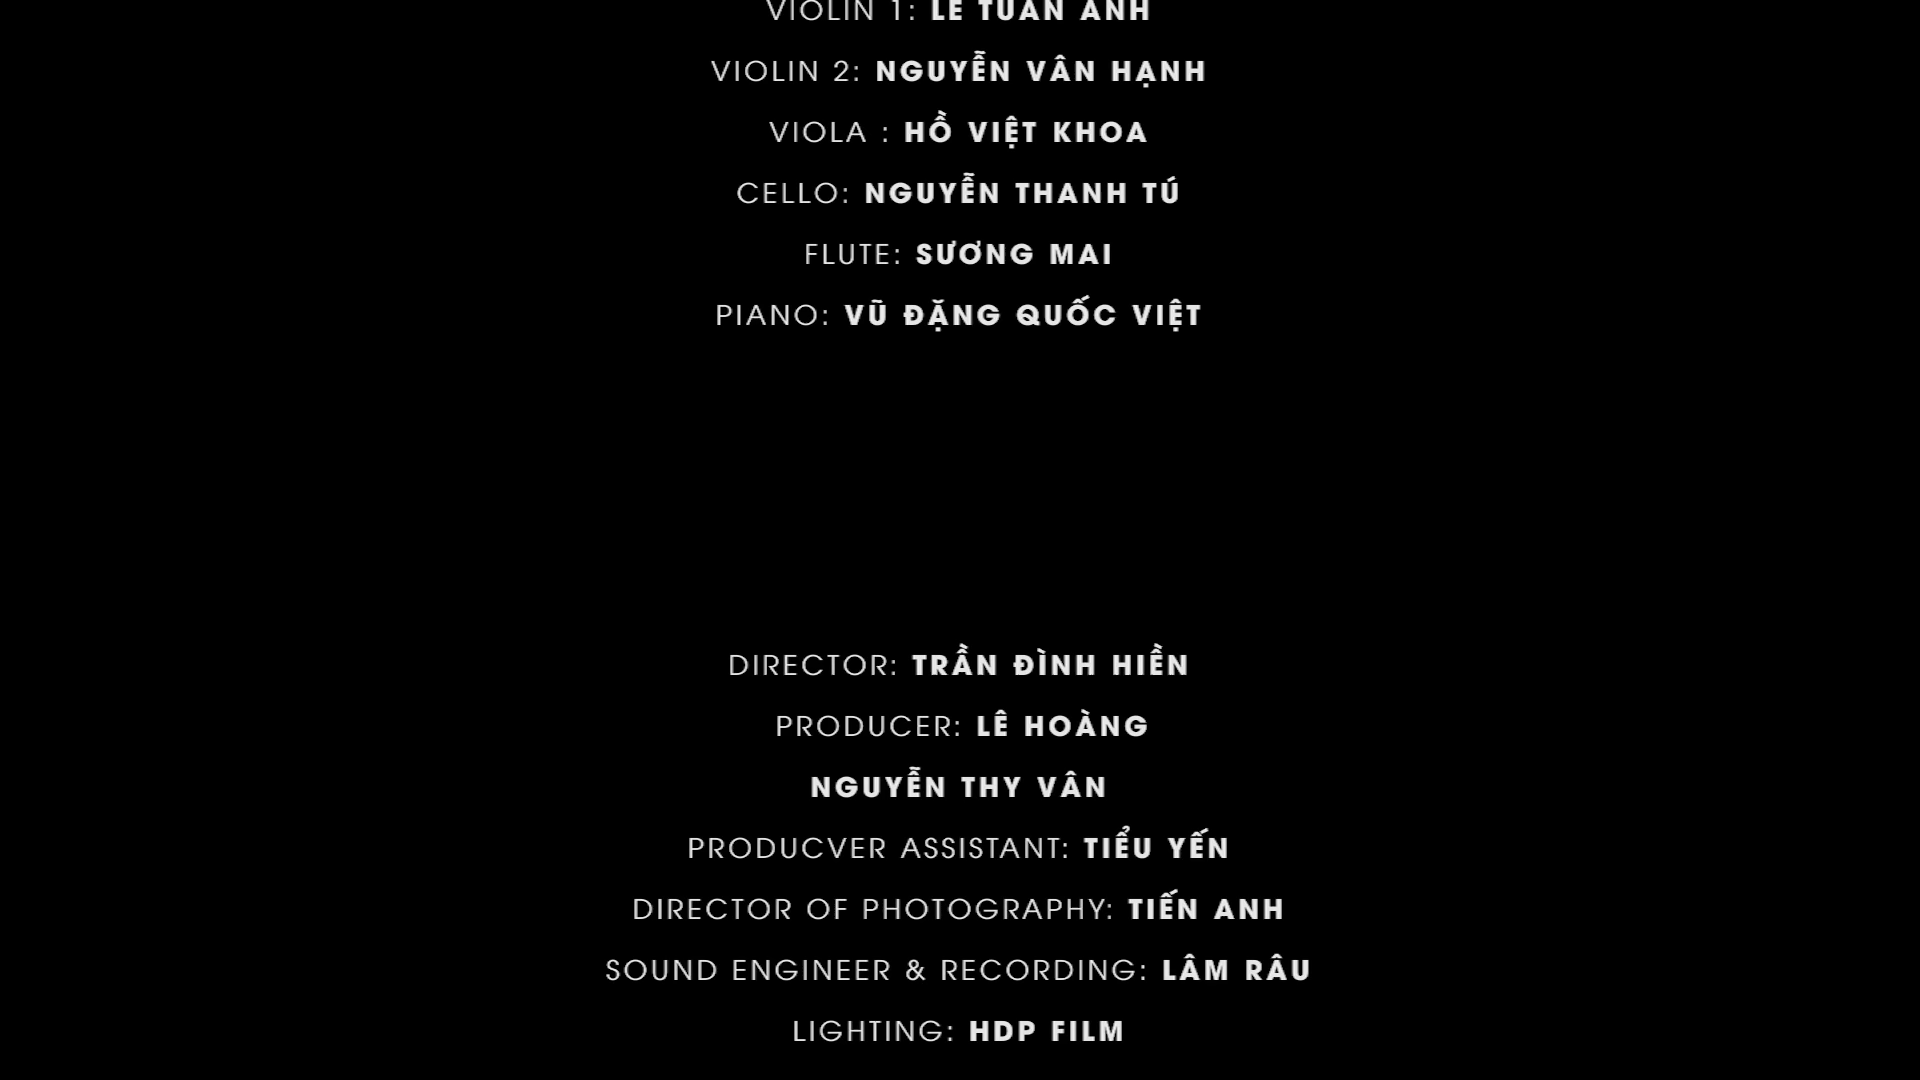 VIOLIN 1: LÊ TUẤN ANH
VIOLIN 2: NGUYỄN VÂN HẠNH
VIOLA : HỒ VIỆT KHOA
CELLO: NGUYỄN THANH TÚ
FLUTE: SƯƠNG MAI
PIANO: VŨ ĐẶNG QUỐC VIỆT
DIRECTOR: TRẦN ĐÌNH HIỀN
PRODUCER: LÊ HOÀNG
NGUYỄN THY VÂN
PRODUCVER ASSISTANT: TIỂU YẾN
DIRECTOR OF PHOTOGRAPHY: TIẾN ANH
SOUND ENGINEER & RECORDING: LÂM RÂU
LIGHTING: HDP FILM